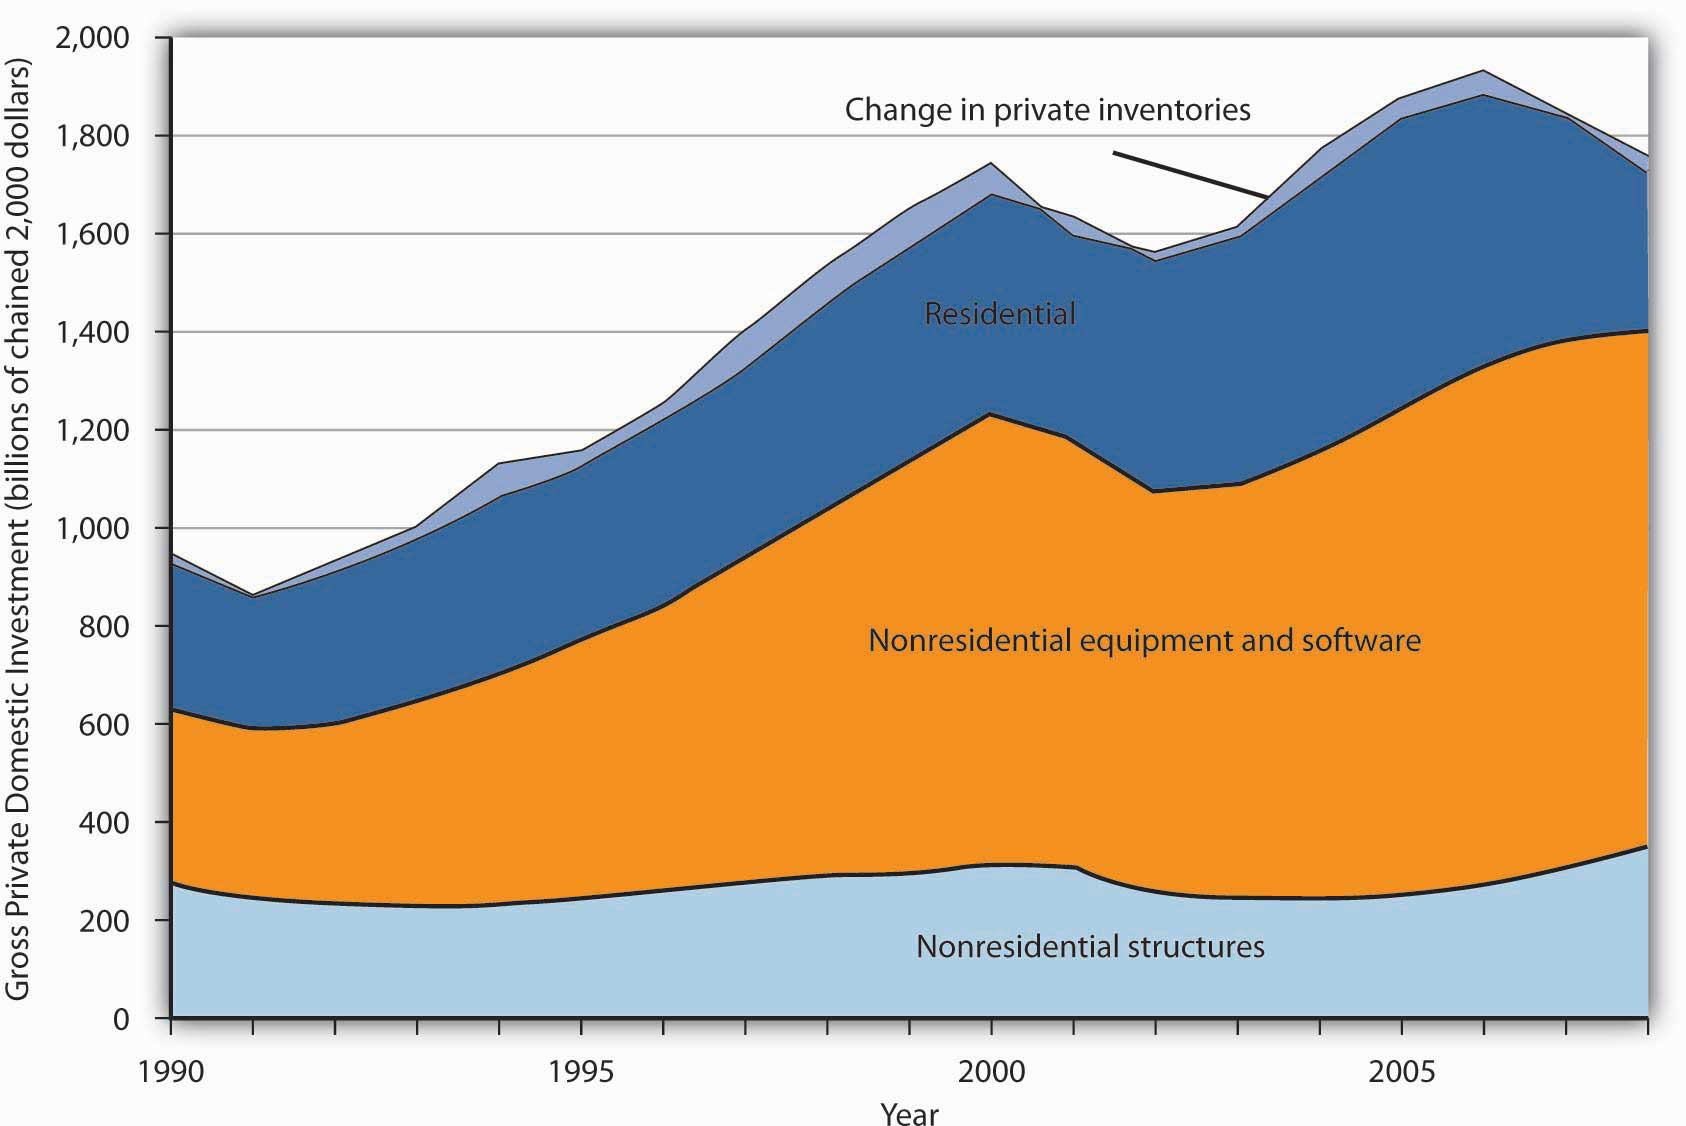 Gross Private Domestic Investment (billions of chained 2,000 dollars)
2,000
1,800
1,600
1,400
1,200
1,000
800
600
400
200
0
Change in private inventories
Residential
Nonresidential equipment and software
Nonresidential structures
1990 1995 2000 2005
Year